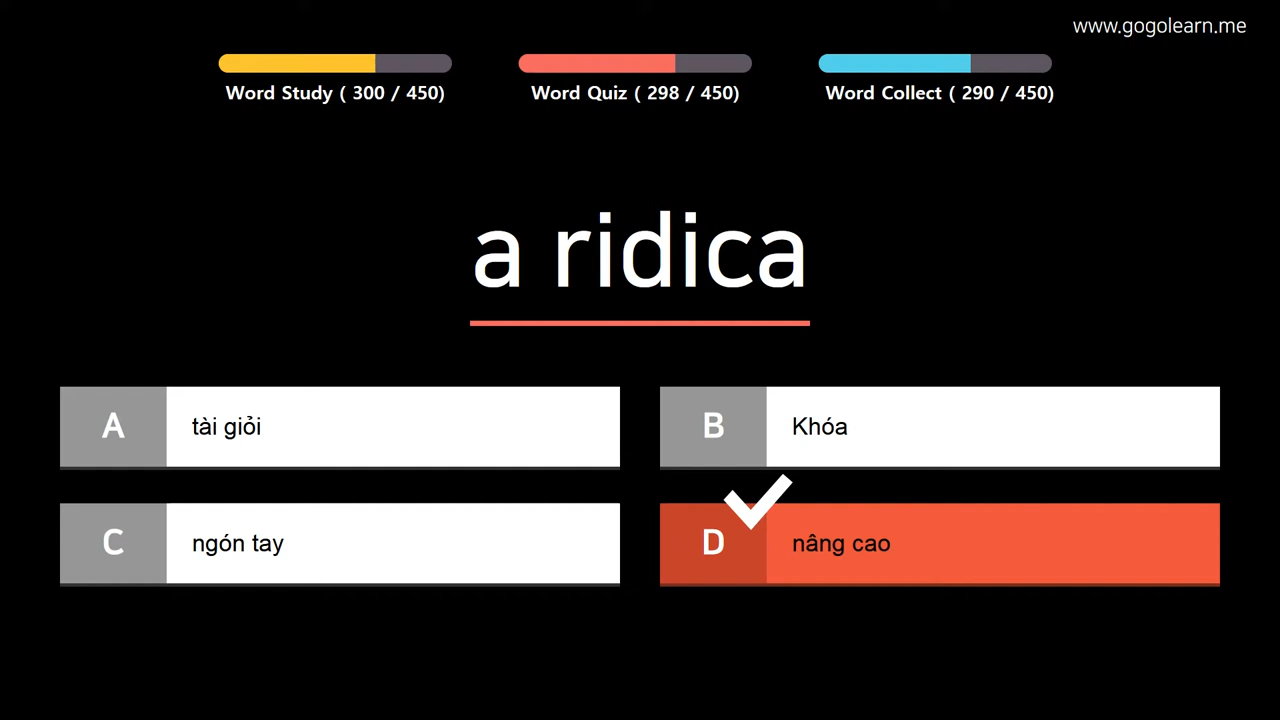 www.gogolearn.me
Word Study ( 300 / 450)
Word Quiz ( 298 / 450)
Word Collect ( 290 / 450)
a ridica
A tài giỏi
B Khóa
C ngón tay
D nâng cao